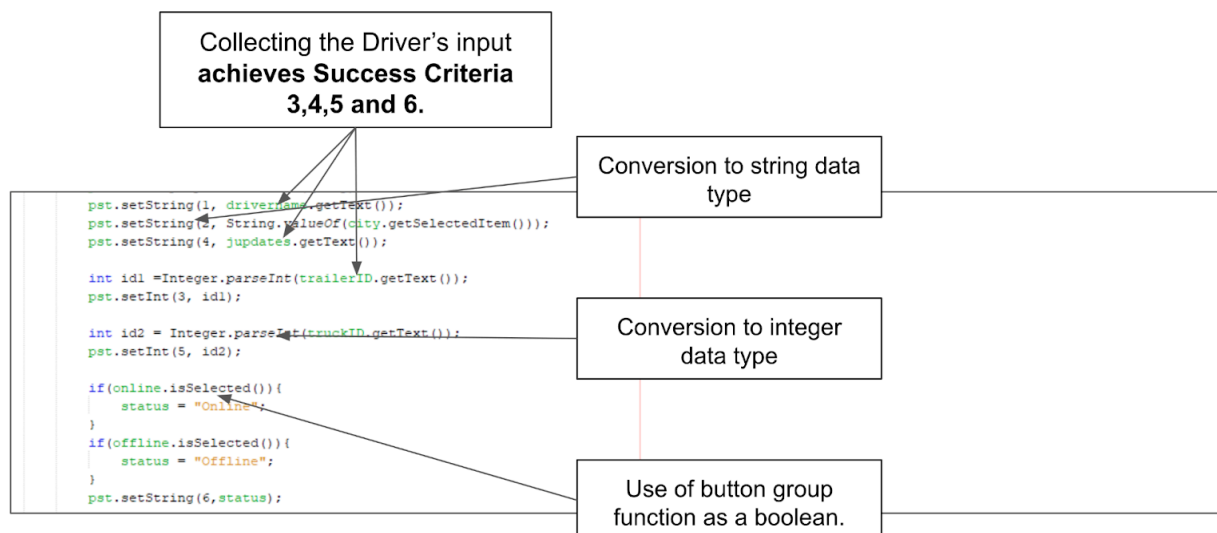 Collecting the Driver's input
achieves Success Criteria
3,4,5 and 6.
Conversion to string data
type
pst.setString(1, drivername.getText());
pst.setString(2, String.valueOf(city.getSelectedItem()));
pst.setString(4, jupdates.getText());
int id1 =Integer.parseInt(trailerID.getText());
pst.setInt(3, id1);
int id2 = Integer.parseInt(truckID.getText());
pst.setInt(5, id2);
Conversion to integer
data type
if(online.isSelected()){
status = "Online";
}
if(offline.isSelected()){
status = "Offline";
}
pst.setString(6,status);
Use of button group
function as a boolean.